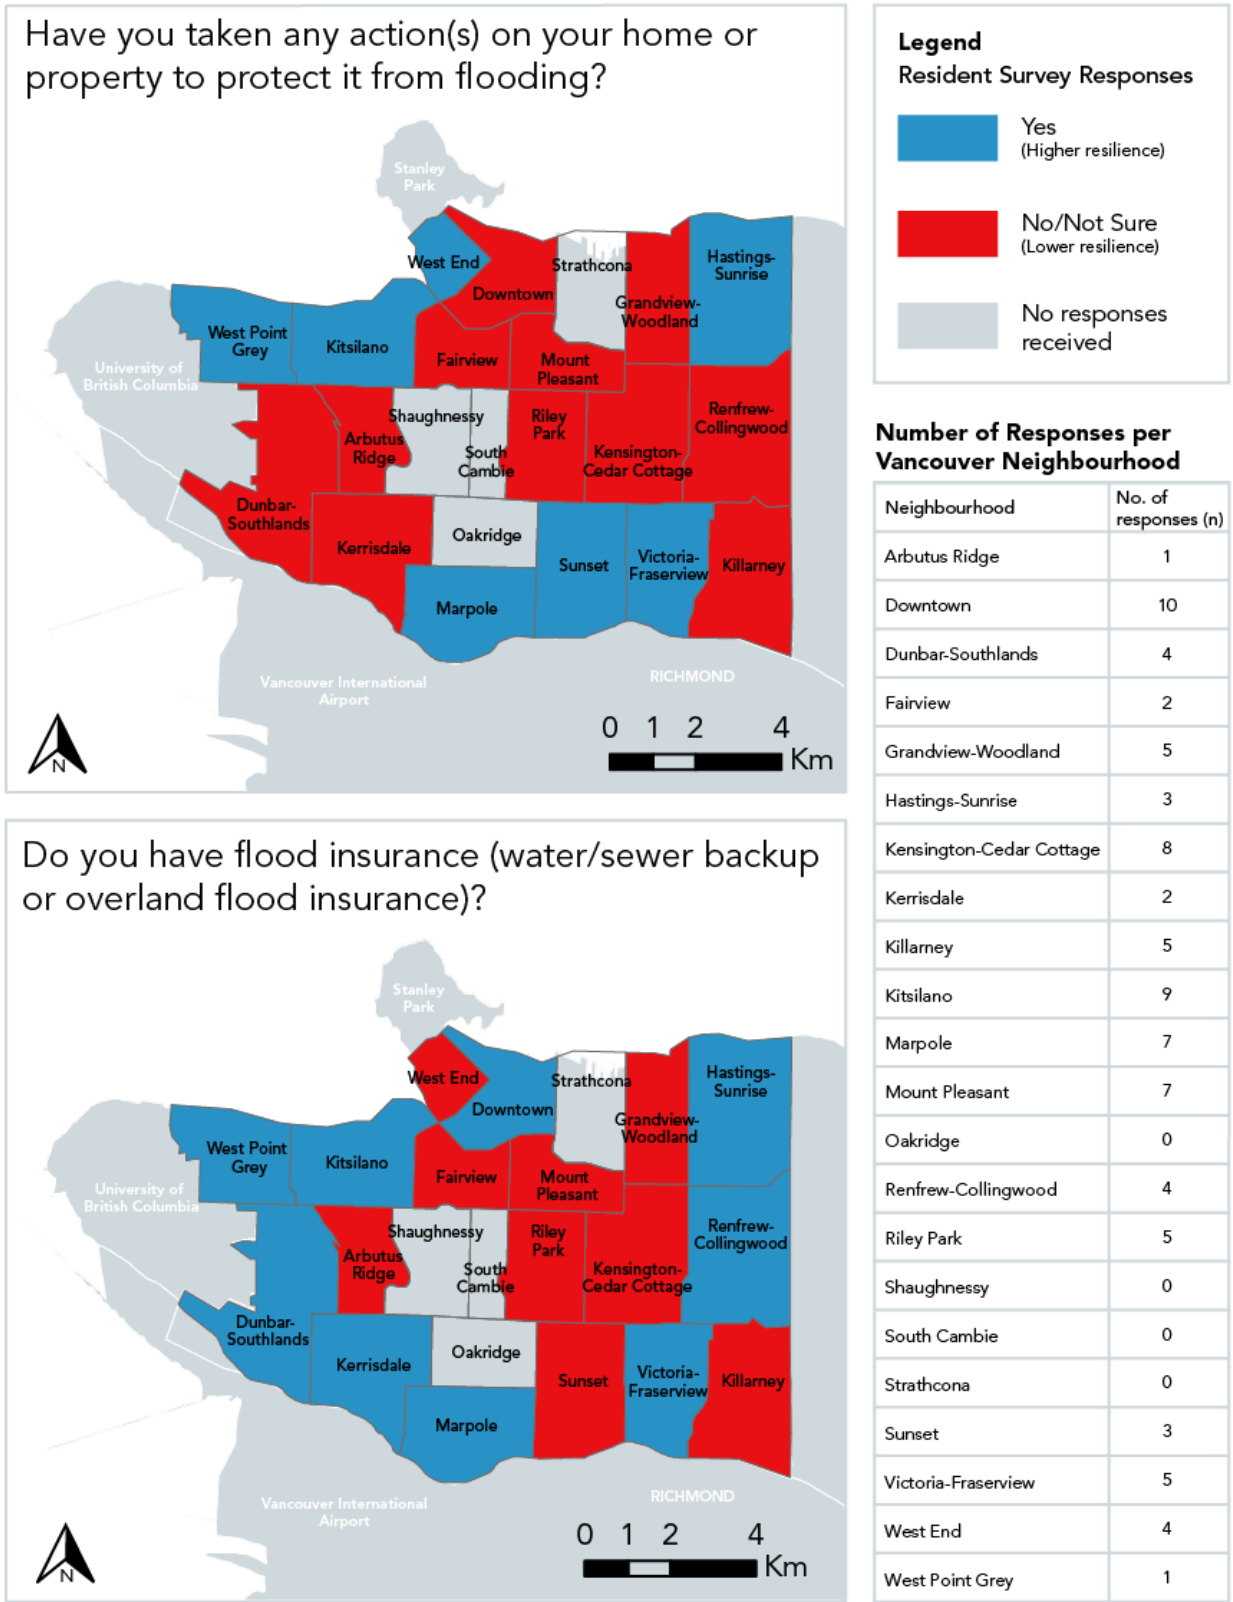 Have you taken any action(s) on your home or
property to protect it from flooding?
Stanley
Park
West End
Downtown
Strathcona
Grandview-
Woodland
Hastings-
Sunrise
West Point
Grey
Kitsilano
Fairview
Mount
Pleasant
University of
British Columbia
Arbutus
Ridge
Shaughnessy
South
Cambie
Riley
Park
Kensington-
Cedar Cottage
Renfrew-
Collingwood
Dunbar-
Southlands
Kerrisdale
Oakridge
Sunset
Victoria-
Fraserview
Killarney
Marpole
Vancouver International
Airport
RICHMOND
N
0 1 2 4
Km
Do you have flood insurance (water/sewer backup
or overland flood insurance)?
Stanley
Park
West End
Downtown
Strathcona
Grandview-
Woodland
Hastings-
Sunrise
West Point
Grey
Kitsilano
Fairview
Mount
Pleasant
University of
British Columbia
Arbutus
Ridge
Shaughnessy
South
Cambie
Riley
Park
Kensington-
Cedar Cottage
Renfrew-
Collingwood
Dunbar-
Southlands
Kerrisdale
Oakridge
Sunset
Victoria-
Fraserview
Killarney
Marpole
Vancouver International
Airport
RICHMOND
N
0 1 2 4
Km
Legend
Resident Survey Responses
Yes
(Higher resilience)
No/Not Sure
(Lower resilience)
No responses
received
Number of Responses per
Vancouver Neighbourhood
Neighbourhood No. of
responses (n)
Arbutus Ridge 1
Downtown 10
Dunbar-Southlands 4
Fairview 2
Grandview-Woodland 5
Hastings-Sunrise 3
Kensington-Cedar Cottage 8
Kerrisdale 2
Killarney 5
Kitsilano 9
Marpole 7
Mount Pleasant 7
Oakridge 0
Renfrew-Collingwood 4
Riley Park 5
Shaughnessy 0
South Cambie 0
Strathcona 0
Sunset 3
Victoria-Fraserview 5
West End 4
West Point Grey 1